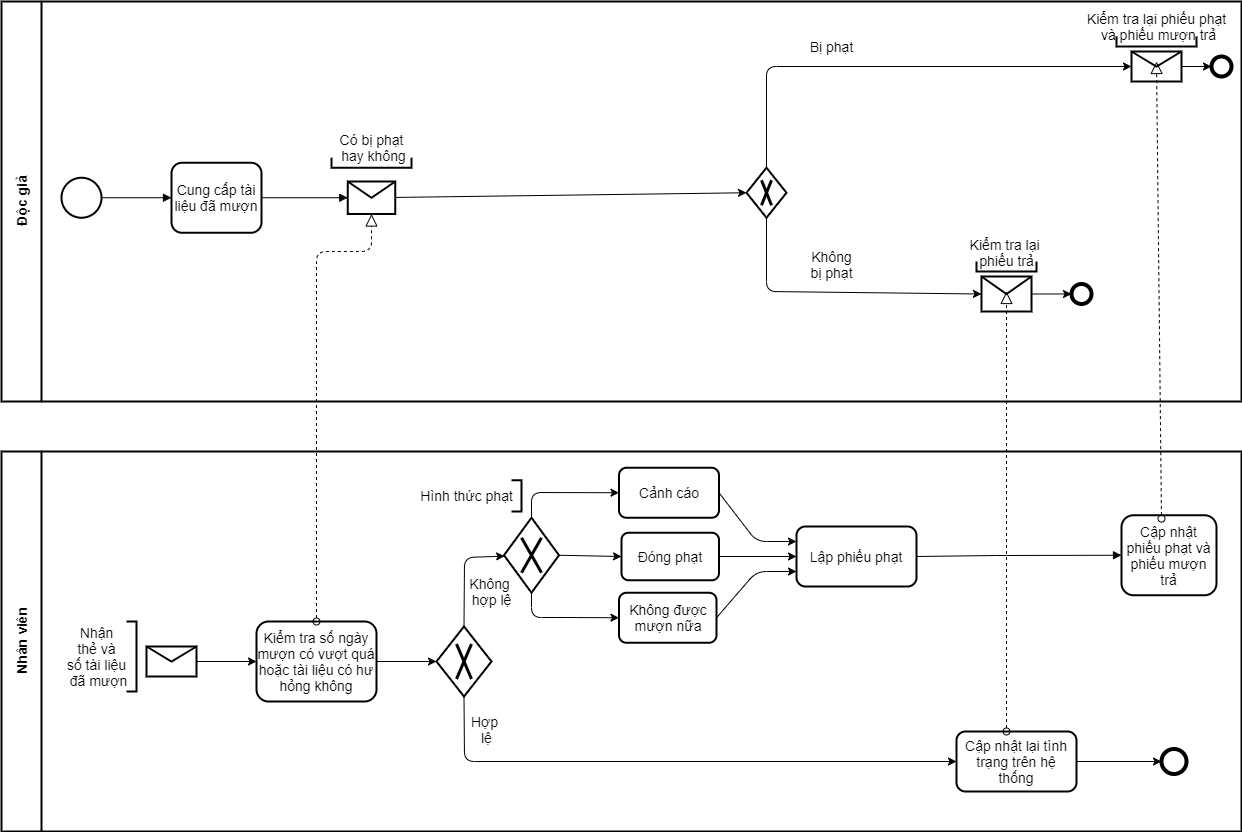 Độc giả
Kiểm tra lại phiếu phạt
và phiếu mượn trả
Bị phạt
Có bị phạt
hay không
Cung cấp tài
liệu đã mượn
Không
bị phạt
Kiểm tra lại
phiếu trả
Nhân viên
Hình thức phạt
Cảnh cáo
Đóng phạt
Không được
mượn nữa
Lập phiếu phạt
Cập nhật
phiếu phạt và
phiếu mượn
trả
Không
hợp lệ
Nhận
thẻ và
số tài liệu
đã mượn
Kiểm tra số ngày
mượn có vượt quá
hoặc tài liệu có hư
hỏng không
Hợp
lệ
Cập nhật lại tình
trạng trên hệ
thống